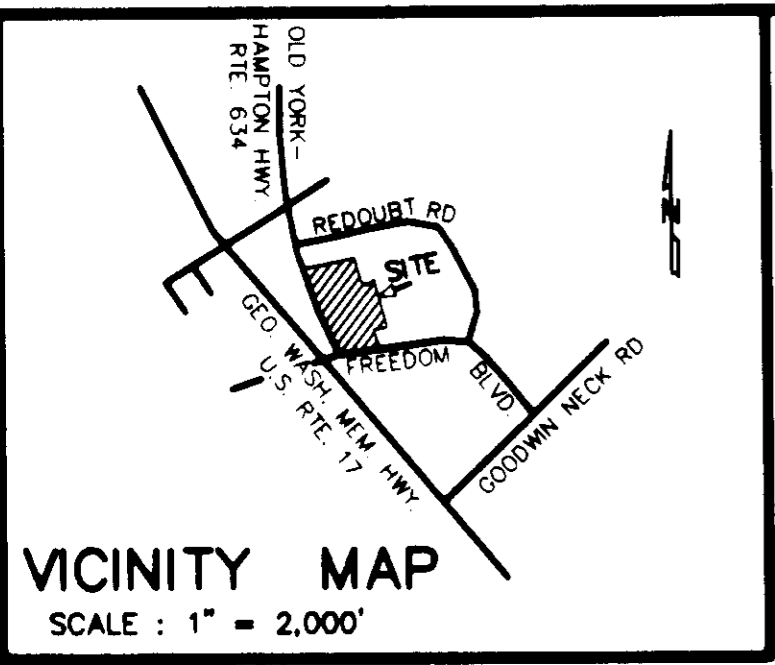 OLD YORK-
HAMPTON HWY.
RTE. 634
REDOUBT RD
SITE
N
GEO. WASH. MEM. HWY.
U.S. RTE. 17
FREEDOM BLVD.
GOODWIN NECK RD
VICINITY MAP
SCALE : 1" = 2,000'